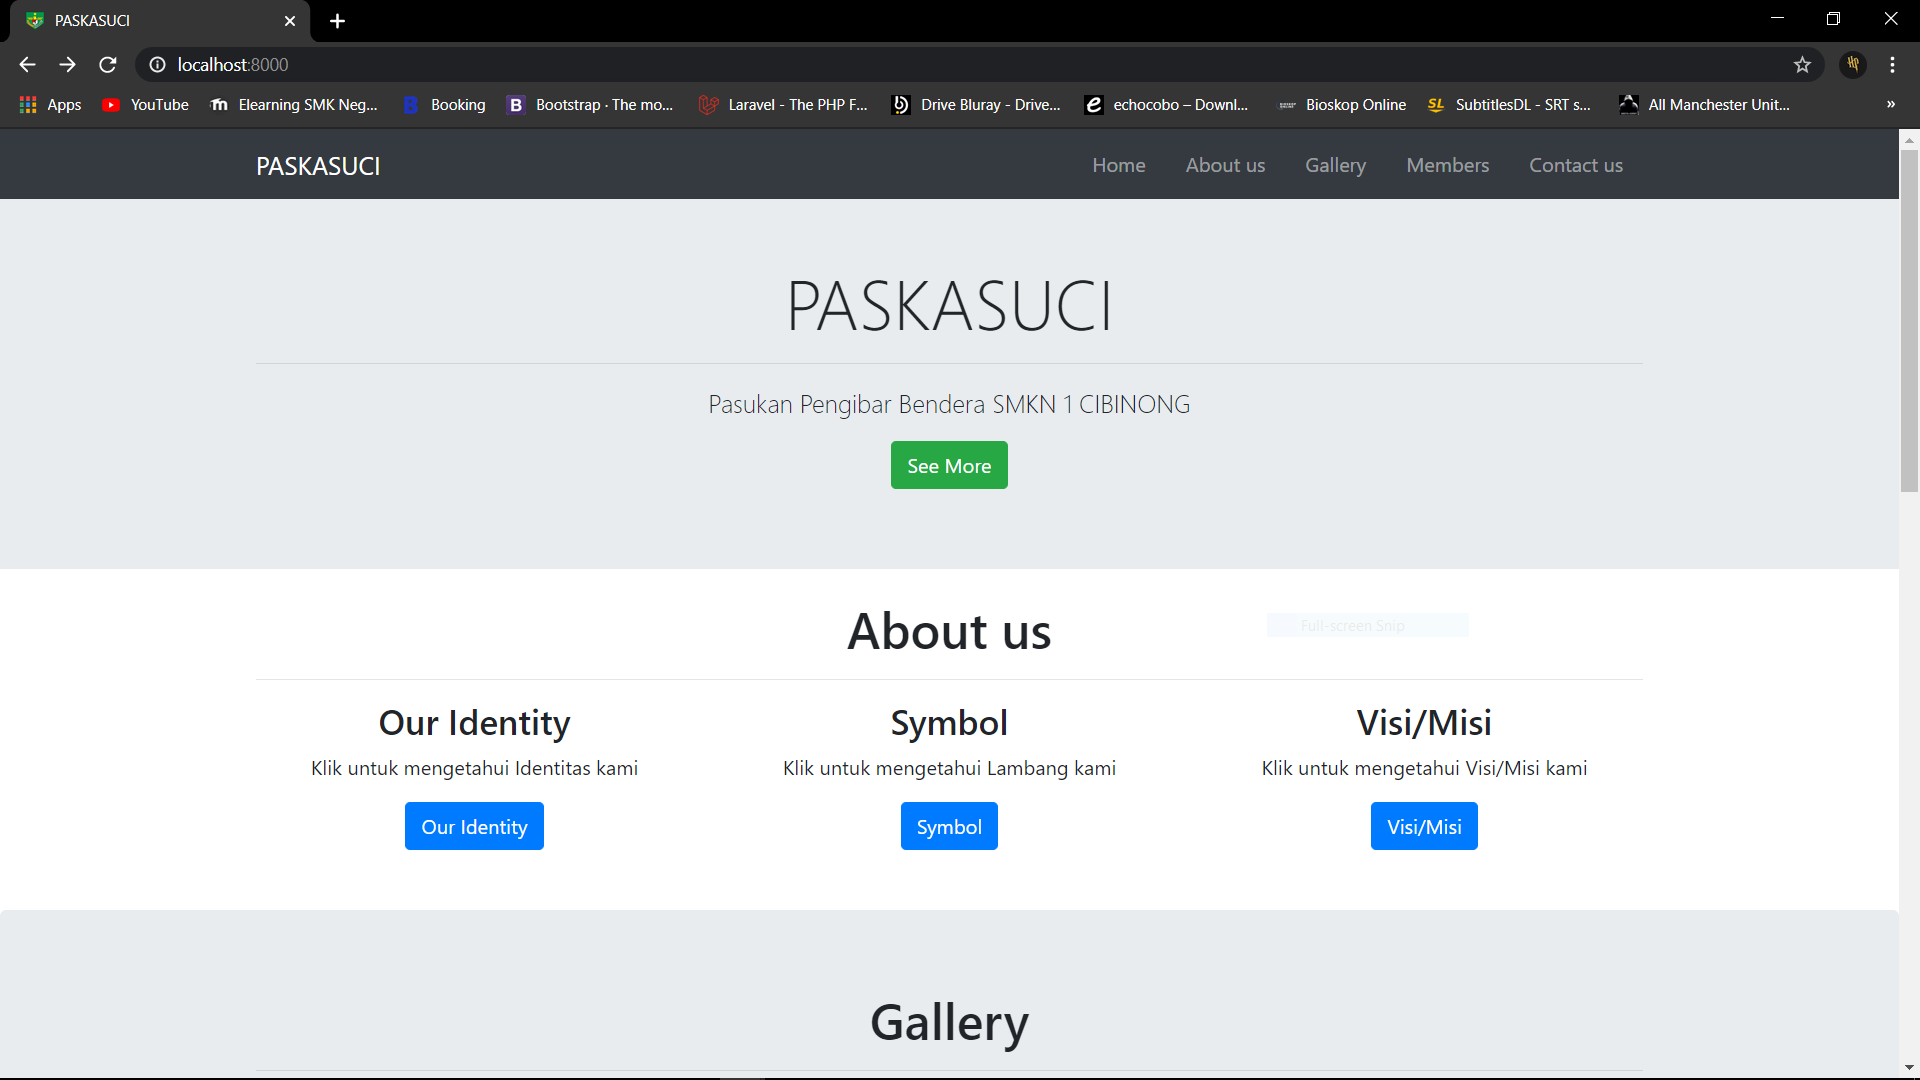 PASKASUCI
localhost:8000
Apps YouTube Elearning SMK Neg... Booking Bootstrap · The mo... Laravel - The PHP F... Drive Bluray - Drive... echocobo – Downl... Bioskop Online SubtitlesDL - SRT s... All Manchester Unit... »
PASKASUCI Home About us Gallery Members Contact us
PASKASUCI
Pasukan Pengibar Bendera SMKN 1 CIBINONG
See More
About us
Full-screen Snip
Our Identity Symbol Visi/Misi
Klik untuk mengetahui Identitas kami Klik untuk mengetahui Lambang kami Klik untuk mengetahui Visi/Misi kami
Our Identity Symbol Visi/Misi
Gallery